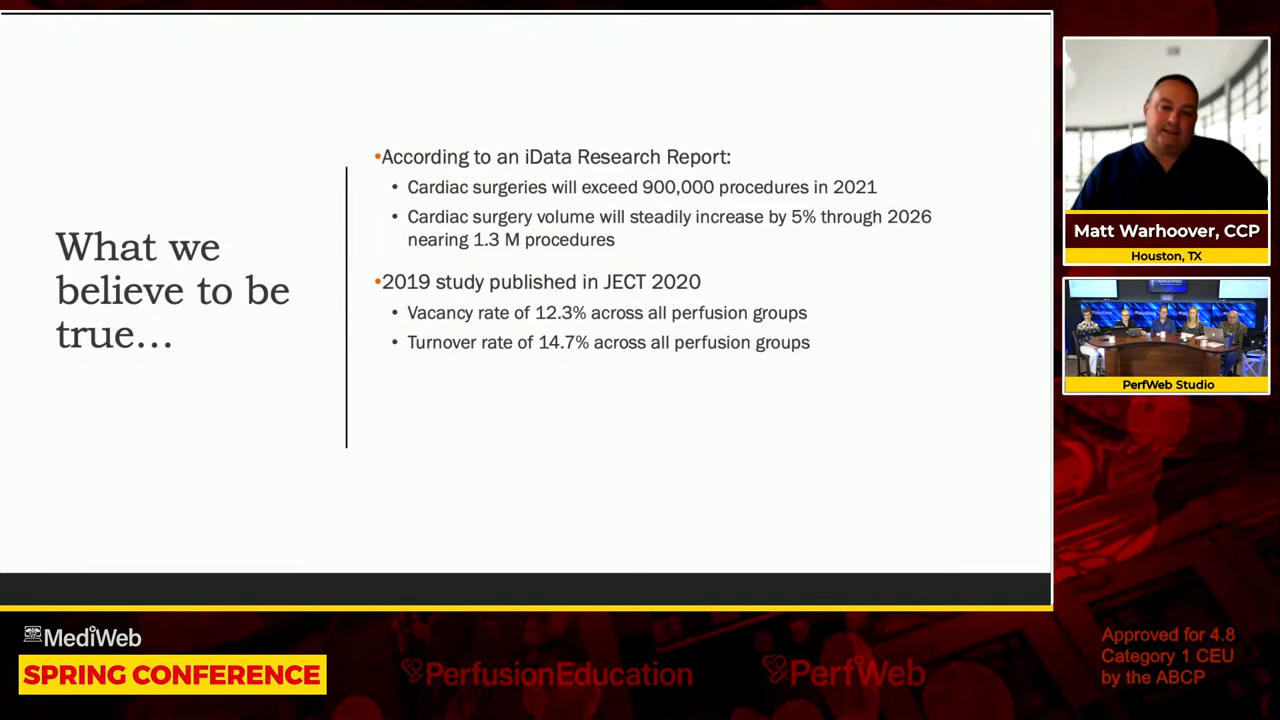 What we
believe to be
true...
•According to an iData Research Report:
• Cardiac surgeries will exceed 900,000 procedures in 2021
• Cardiac surgery volume will steadily increase by 5% through 2026
nearing 1.3 M procedures
•2019 study published in JECT 2020
• Vacancy rate of 12.3% across all perfusion groups
• Turnover rate of 14.7% across all perfusion groups
Matt Warhoover, CCP
Houston, TX
PerfWeb Studio
MediWeb
SPRING CONFERENCE
PerfusionEducation
PerfWeb
Approved for 4.8
Category 1 CEU
by the ABCP